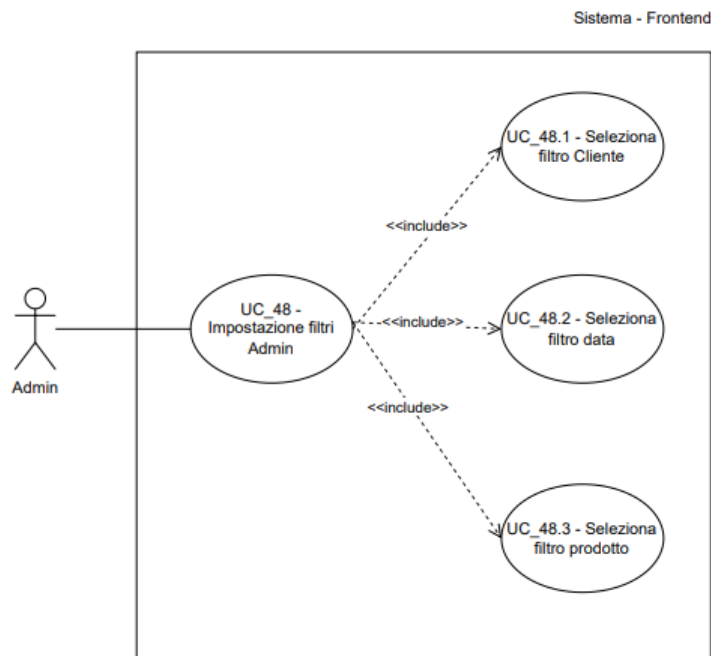 Sistema - Frontend
UC_48.1 - Seleziona
filtro Cliente
<<include>>
UC_48 -
Impostazione filtri
Admin
<<include>>
UC_48.2 - Seleziona
filtro data
Admin
<<include>>
UC_48.3 - Seleziona
filtro prodotto